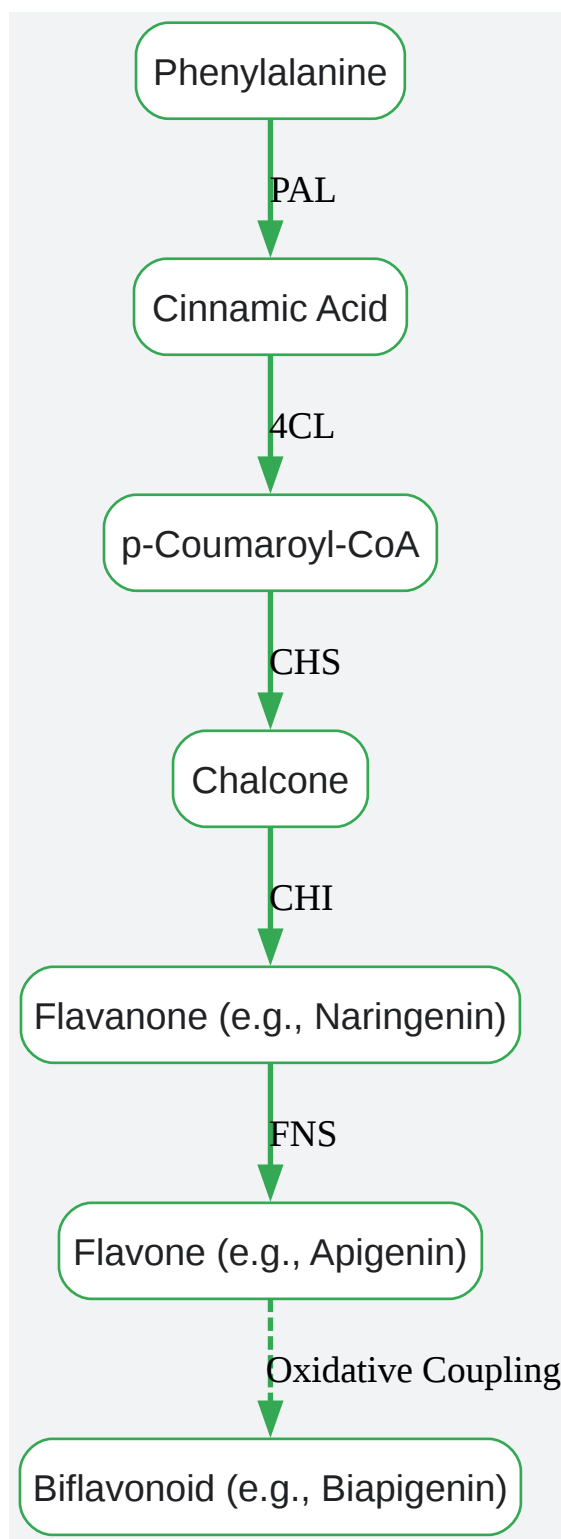 Phenylalanine
PAL
Cinnamic Acid
4CL
p-Coumaroyl-CoA
CHS
Chalcone
CHI
Flavanone (e.g., Naringenin)
FNS
Flavone (e.g., Apigenin)
Oxidative Coupling
Biflavonoid (e.g., Biapigenin)